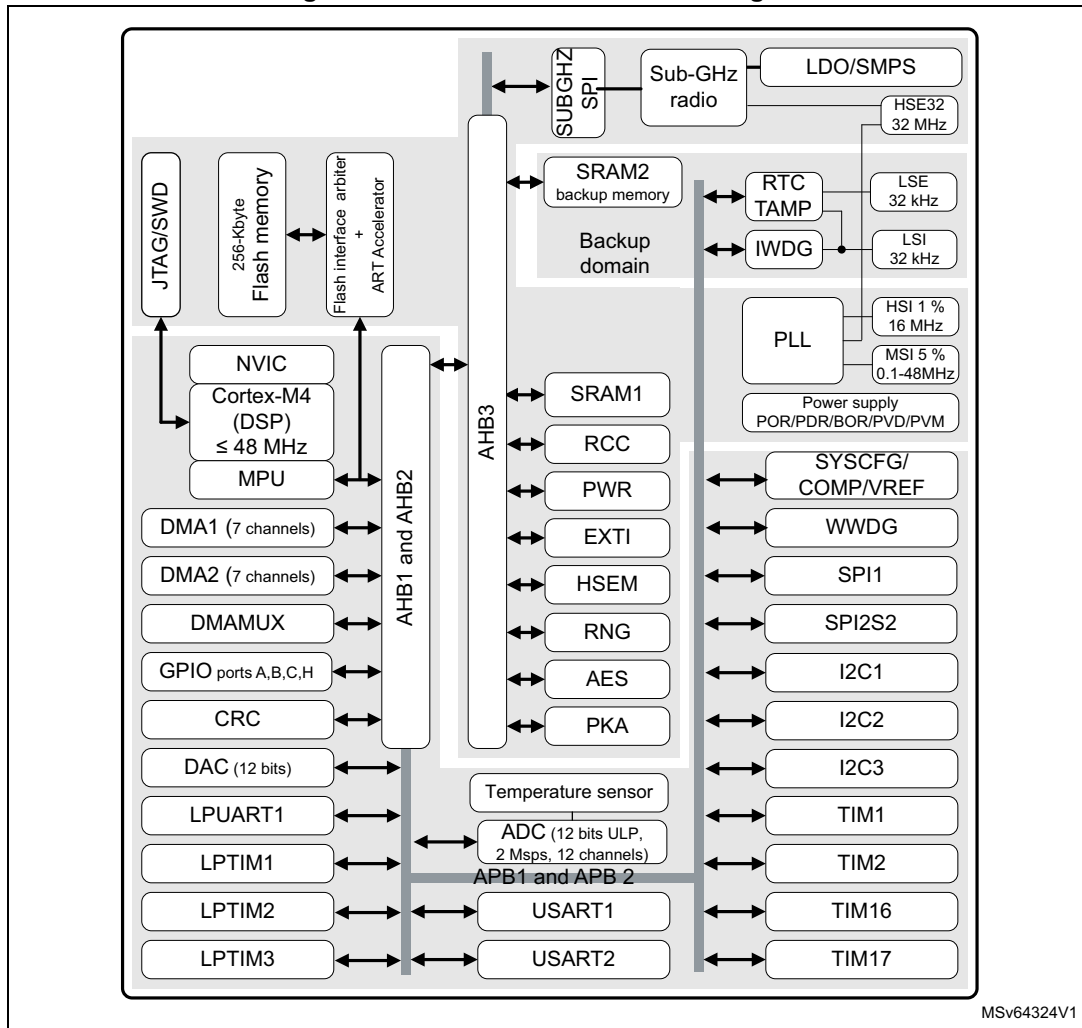 SUBGHZ
SPI
Sub-GHz
radio
LDO/SMPS
HSE32
32 MHz
JTAG/SWD
256-Kbyte
Flash memory
Flash interface arbiter
+
ART Accelerator
SRAM2
backup memory
RTC
TAMP
LSE
32 kHz
Backup
domain
IWDG
LSI
32 kHz
PLL
HSI 1 %
16 MHz
MSI 5 %
0.1-48MHz
Power supply
POR/PDR/BOR/PVD/PVM
NVIC
Cortex-M4
(DSP)
≤ 48 MHz
MPU
AHB1 and AHB2
AHB3
SRAM1
RCC
PWR
EXTI
HSEM
RNG
AES
PKA
DMA1 (7 channels)
DMA2 (7 channels)
DMAMUX
GPIO ports A,B,C,H
CRC
DAC (12 bits)
LPUART1
LPTIM1
LPTIM2
LPTIM3
Temperature sensor
ADC (12 bits ULP,
2 Msps, 12 channels)
APB1 and APB 2
USART1
USART2
SYSCFG/
COMP/VREF
WWDG
SPI1
SPI2S2
I2C1
I2C2
I2C3
TIM1
TIM2
TIM16
TIM17
MSv64324V1